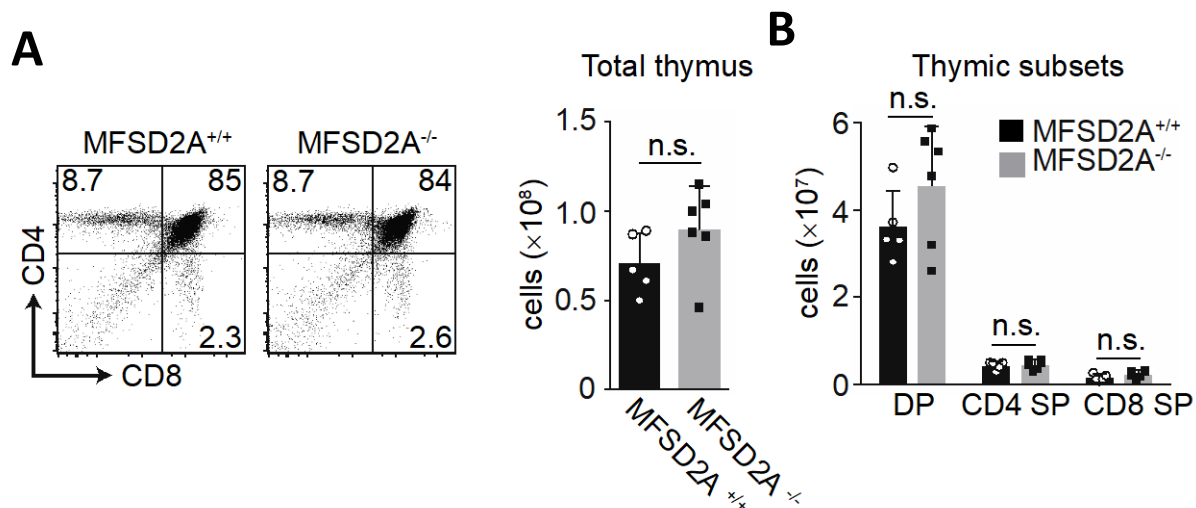 A
MFSD2A+/+
MFSD2A-/-
8.7
85
8.7
84
2.3
2.6
CD4
CD8
Total thymus
1.5
1.0
0.5
0
cells (×10⁸)
n.s.
MFSD2A +/+
MFSD2A -/-
B
Thymic subsets
n.s.
MFSD2A+/+
MFSD2A-/-
6
4
2
0
cells (×10⁷)
n.s.
n.s.
DP
CD4 SP
CD8 SP